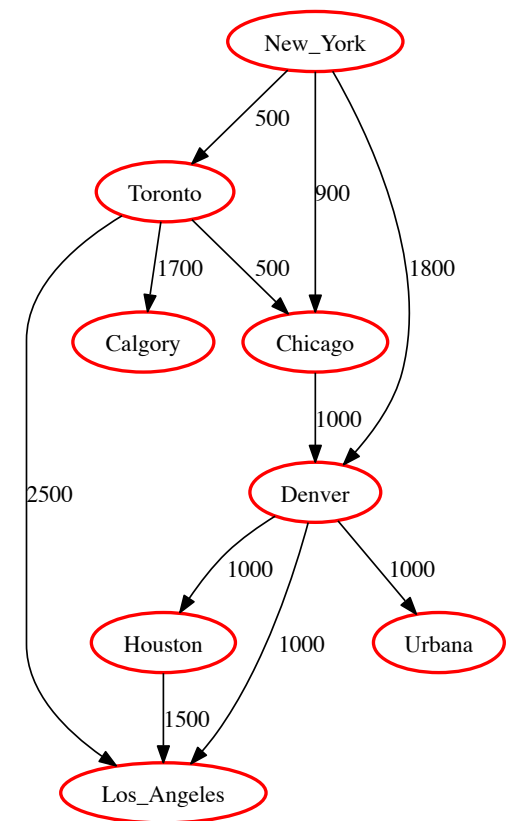 New_York
500
Toronto
900
1700
500
1800
Calgory
Chicago
1000
2500
Denver
1000
1000
1000
Houston
Urbana
1500
Los_Angeles